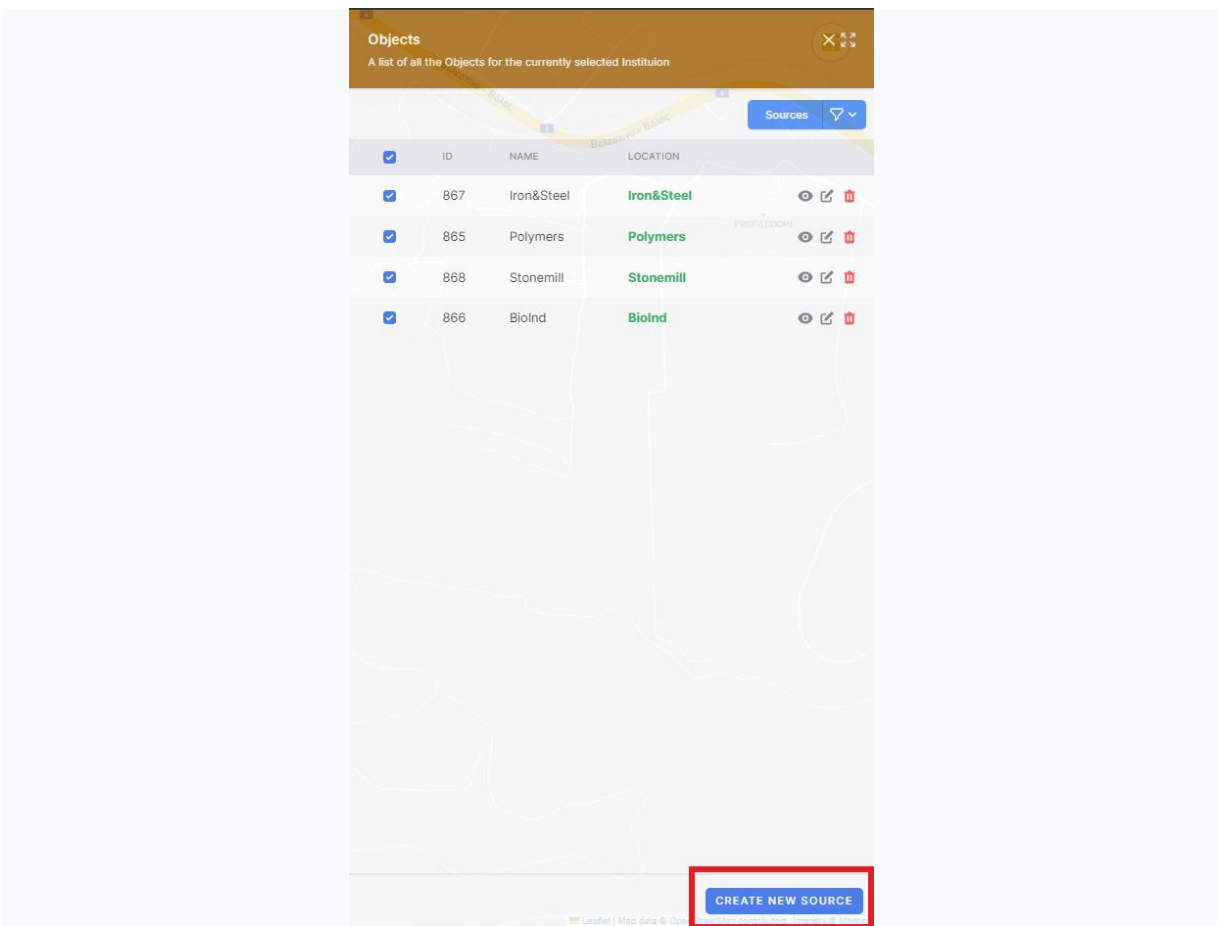 Objects
A list of all the Objects for the currently selected Instituion
Sources
ID NAME LOCATION
867 Iron&Steel Iron&Steel
PROFILDOMI
865 Polymers Polymers
868 Stonemill Stonemill
866 BioInd BioInd
CREATE NEW SOURCE
Leaflet | Map data © OpenStreetMap contributors, Imagery © Mapbox